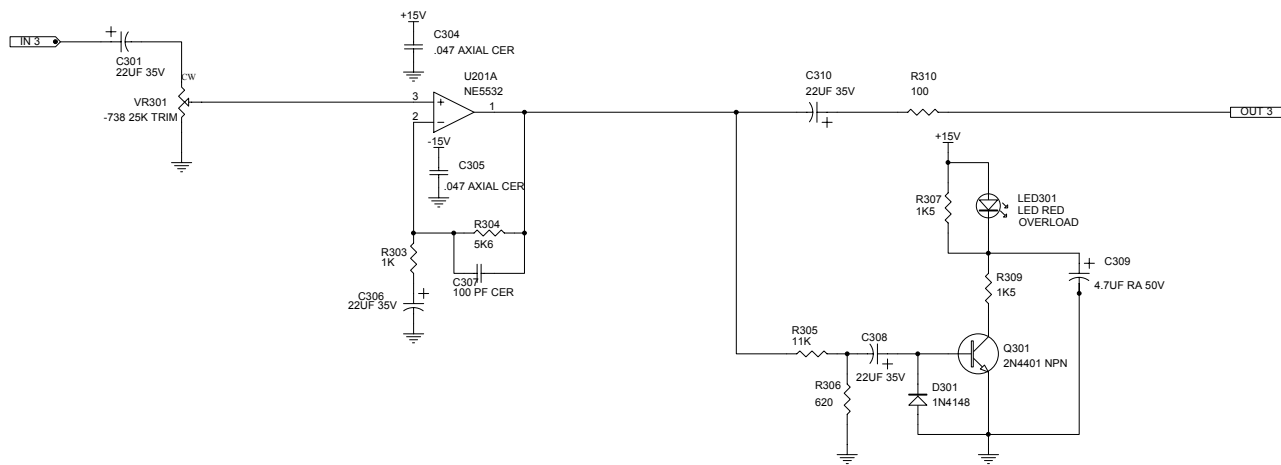 IN 3
+
C301
22UF 35V
CW
VR301
-738 25K TRIM
+15V
C304
.047 AXIAL CER
U201A
NE5532
3
+
2
-
1
-15V
C305
.047 AXIAL CER
R304
5K6
R303
1K
C307
100 PF CER
C306
22UF 35V
+
C310
22UF 35V
+
R310
100
OUT 3
+15V
R307
1K5
LED301
LED RED
OVERLOAD
R309
1K5
+
C309
4.7UF RA 50V
R305
11K
C308
+
22UF 35V
R306
620
D301
1N4148
Q301
2N4401 NPN